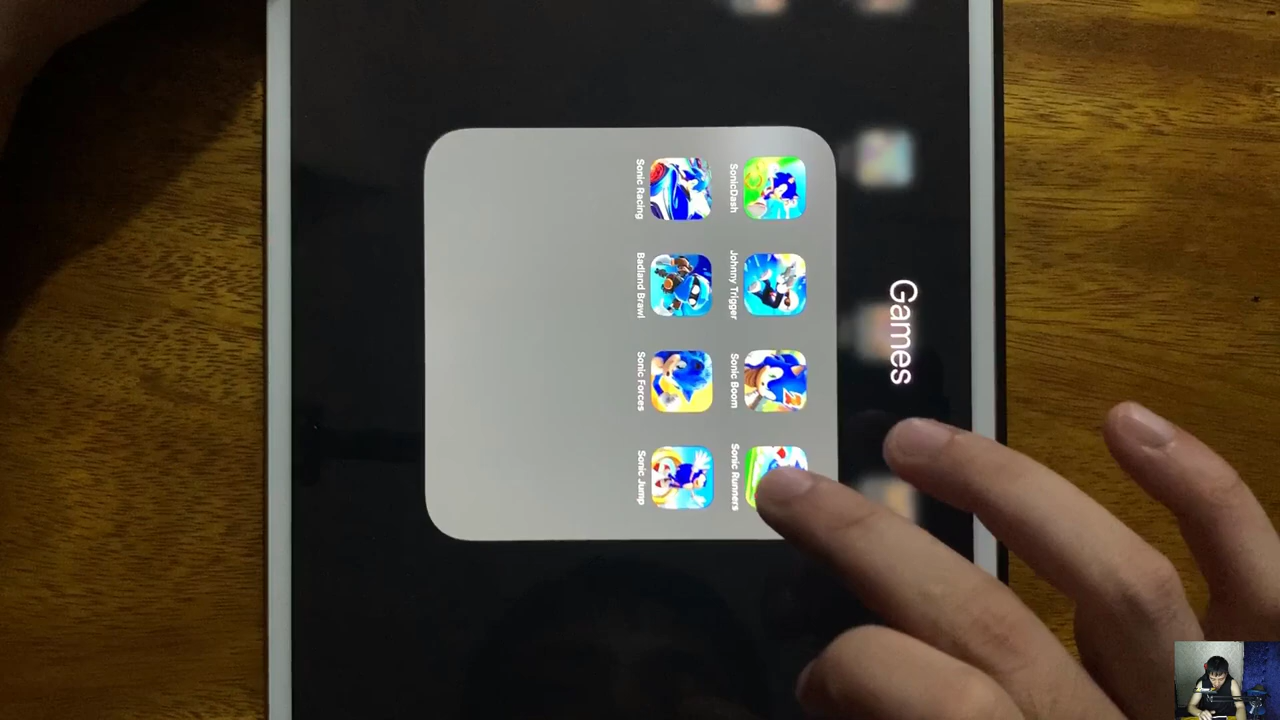 Games
SonicDash
Johnny Trigger
Sonic Boom
Sonic Runners
Sonic Racing
Badland Brawl
Sonic Forces
Sonic Jump